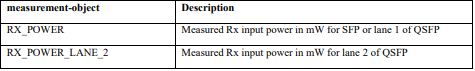 measurement-object Description
RX_POWER Measured Rx input power in mW for SFP or lane 1 of QSFP
RX_POWER_LANE_2 Measured Rx input power in mW for lane 2 of QSFP